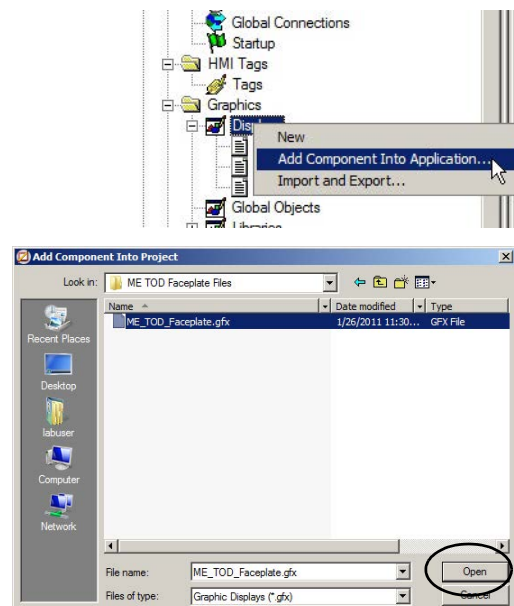 Global Connections
Startup
HMI Tags
Tags
Graphics
New
Add Component Into Application...
Import and Export...
Global Objects
Libraries
Add Component Into Project
Look in: ME TOD Faceplate Files
Name Date modified Type
ME_TOD_Faceplate.gfx 1/26/2011 11:30... GFX File
Recent Places
Desktop
labuser
Computer
Network
File name: ME_TOD_Faceplate.gfx Open
Files of type: Graphic Displays (*.gfx) Cancel